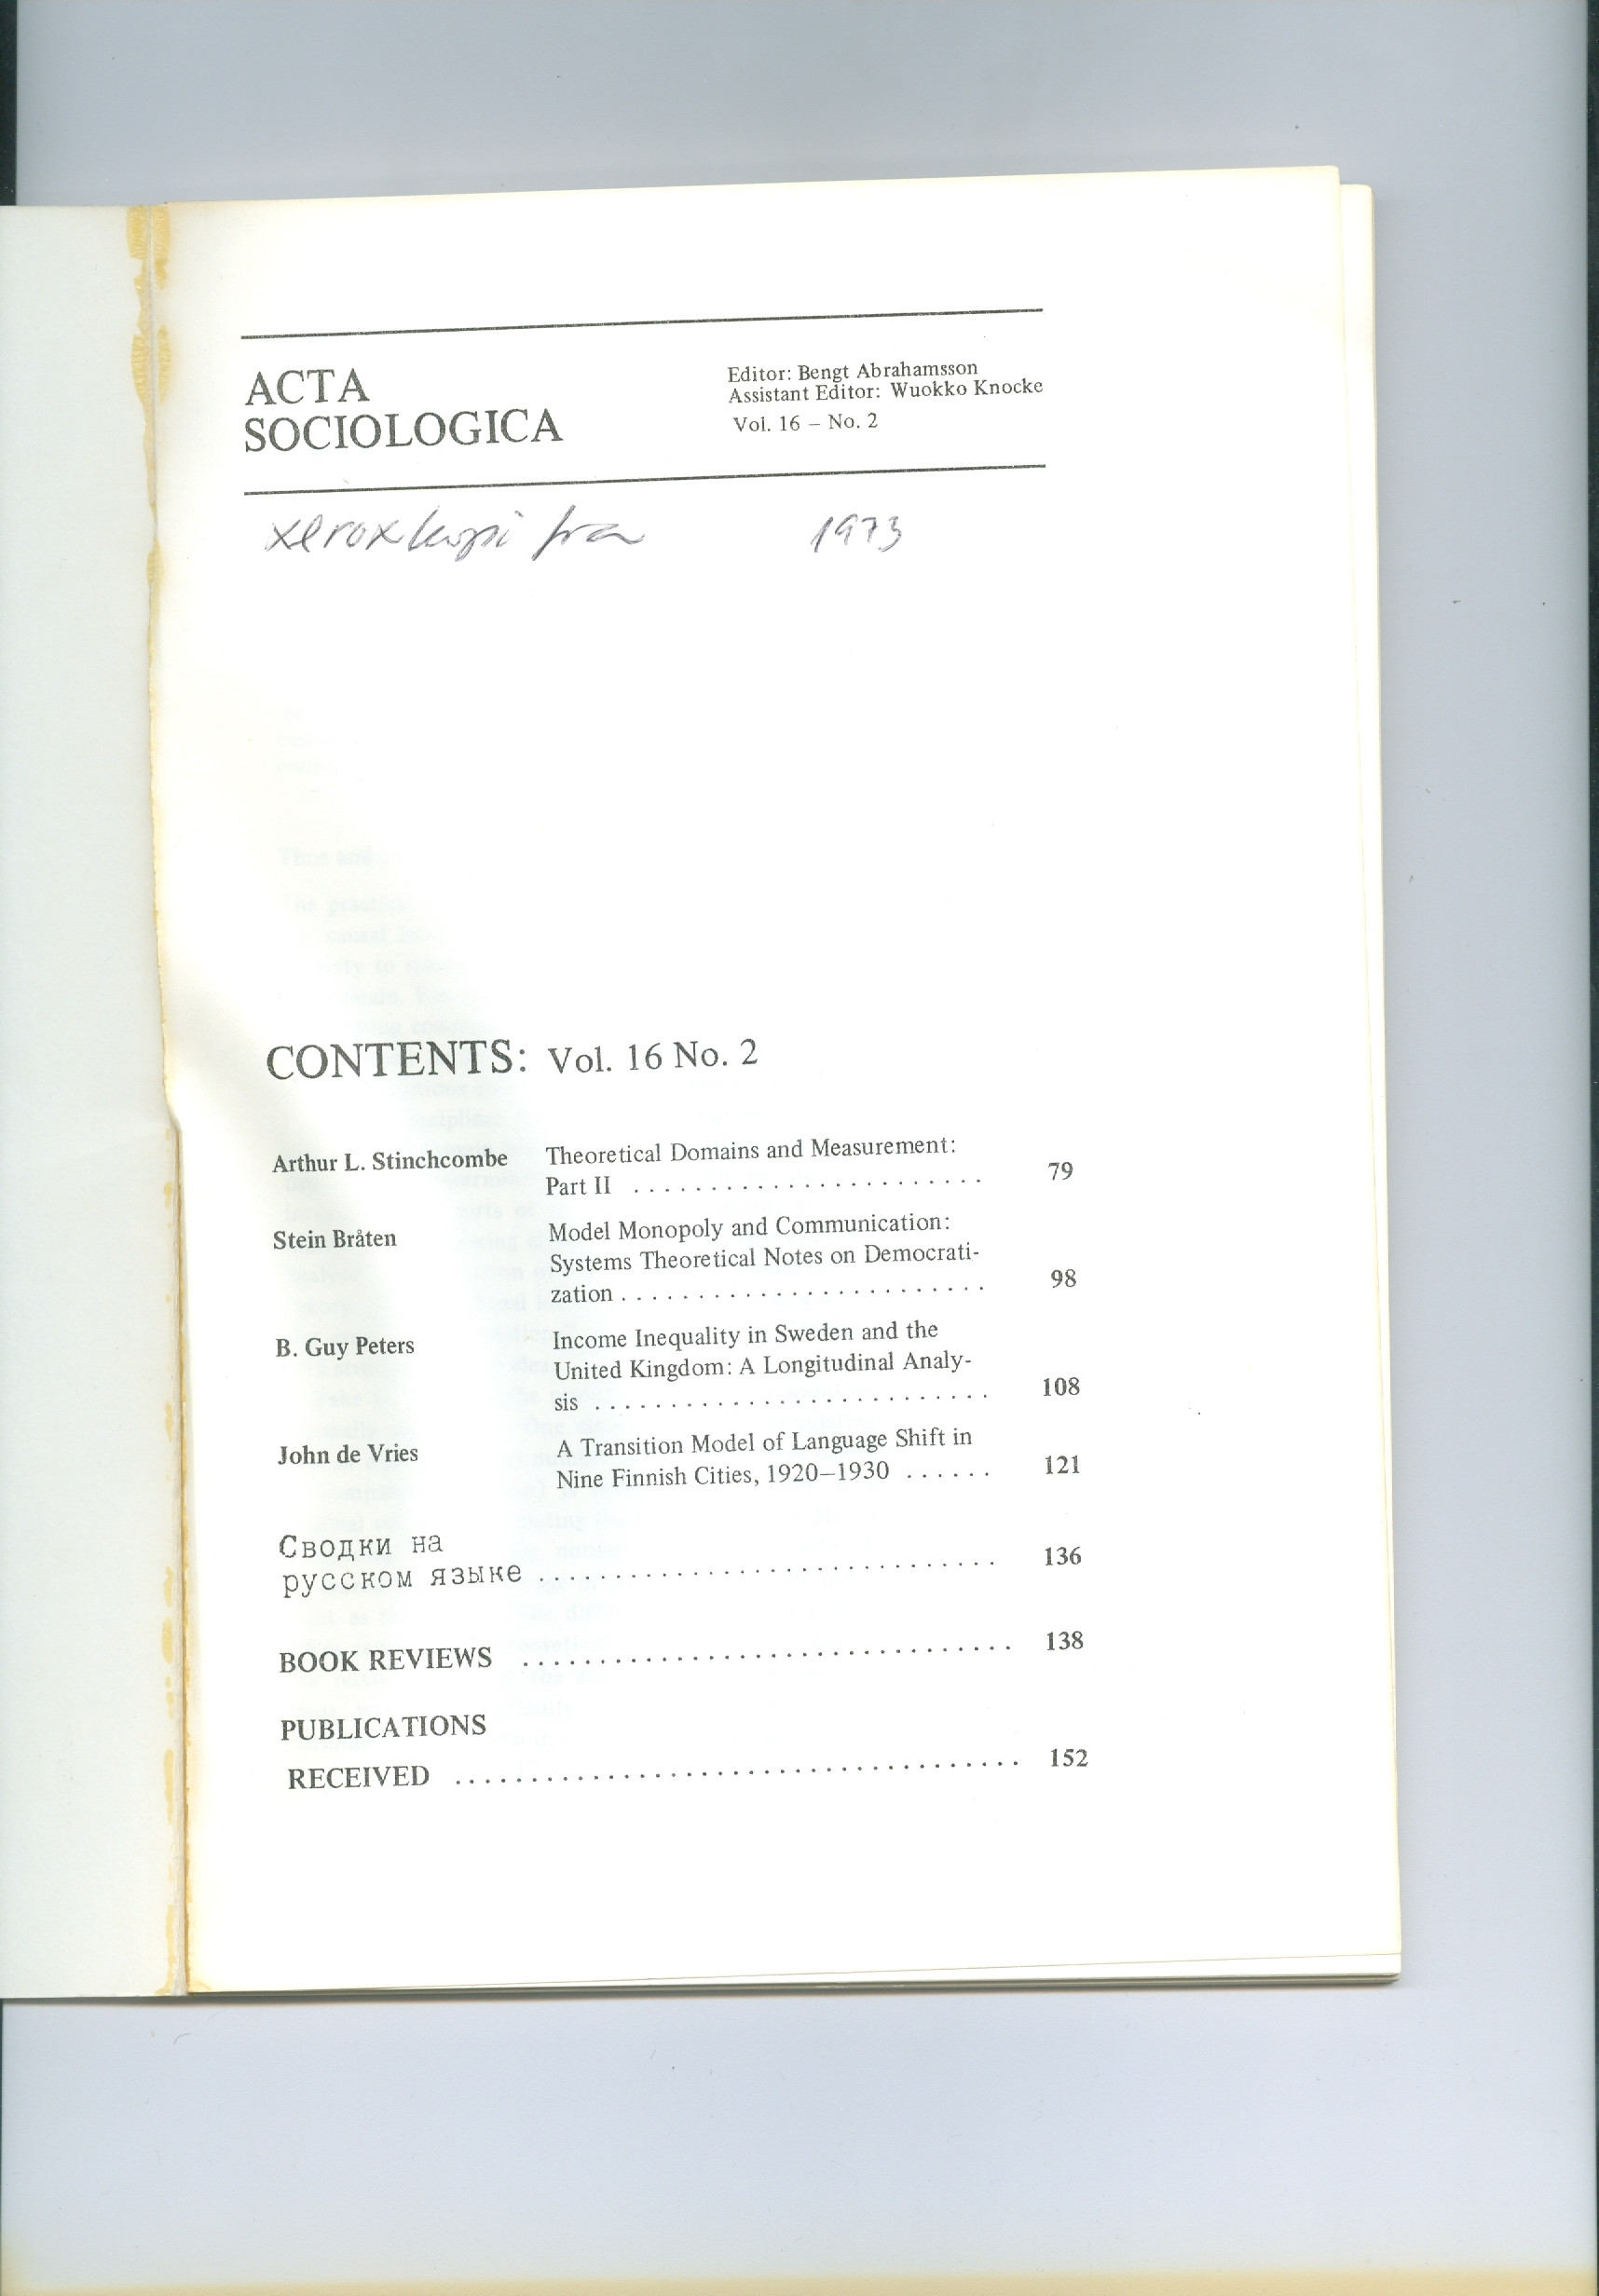 ACTA
SOCIOLOGICA
Editor: Bengt Abrahamsson
Assistant Editor: Wuokko Knocke
Vol. 16 – No. 2
xeroxkopi fra 1973
CONTENTS: Vol. 16 No. 2
Arthur L. Stinchcombe Theoretical Domains and Measurement:
Part II . . . . . . . . . . . . . . . . . . . . . . . 79
Stein Bråten Model Monopoly and Communication:
Systems Theoretical Notes on Democrati-
zation . . . . . . . . . . . . . . . . . . . . . . . . 98
B. Guy Peters Income Inequality in Sweden and the
United Kingdom: A Longitudinal Analy-
sis . . . . . . . . . . . . . . . . . . . . . . . . . . 108
John de Vries A Transition Model of Language Shift in
Nine Finnish Cities, 1920–1930 . . . . . . 121
Сводки на
русском языке . . . . . . . . . . . . . . . . . . . . . . . . . . . . . . 136
BOOK REVIEWS . . . . . . . . . . . . . . . . . . . . . . . . . . . . . . . . 138
PUBLICATIONS
RECEIVED . . . . . . . . . . . . . . . . . . . . . . . . . . . . . . . . . . . . . 152